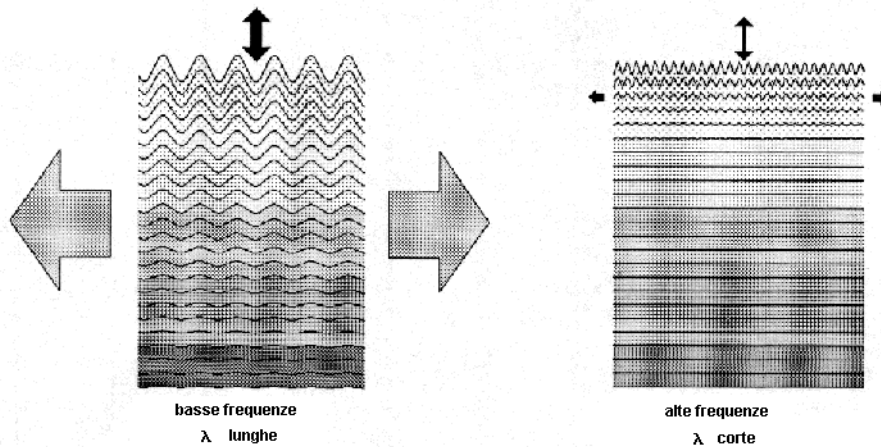 basse frequenze
λ lunghe
alte frequenze
λ corte